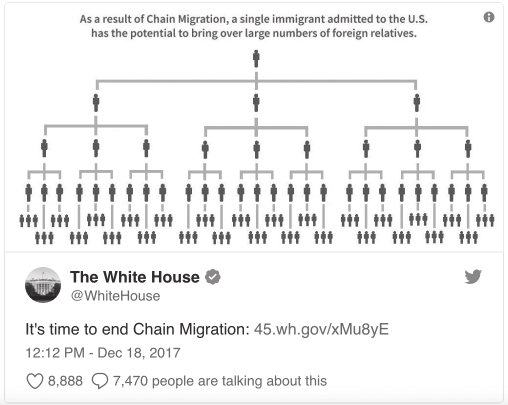 As a result of Chain Migration, a single immigrant admitted to the U.S.
has the potential to bring over large numbers of foreign relatives.
The White House
@WhiteHouse
It's time to end Chain Migration: 45.wh.gov/xMu8yE
12:12 PM - Dec 18, 2017
8,888 7,470 people are talking about this